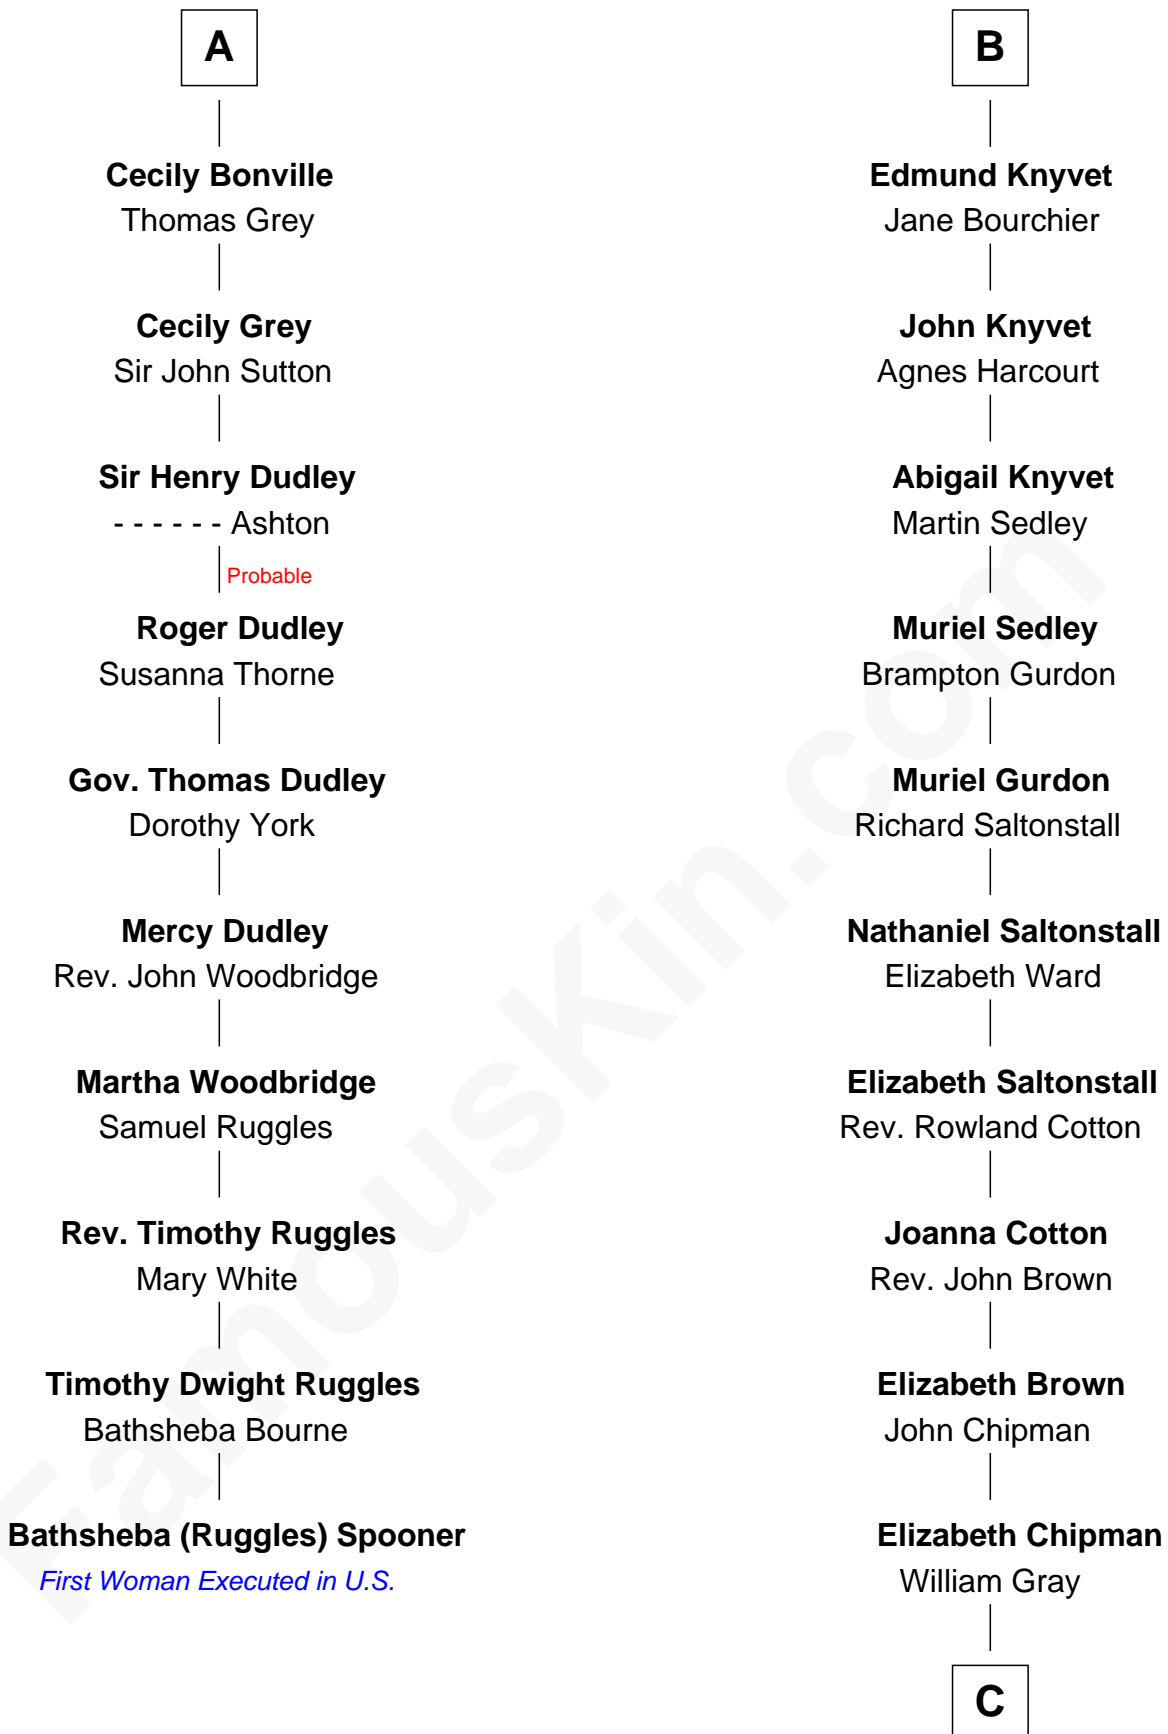 A
Cecily Bonville
Thomas Grey
Cecily Grey
Sir John Sutton
Sir Henry Dudley
- - - - - - Ashton
Probable
Roger Dudley
Susanna Thorne
Gov. Thomas Dudley
Dorothy York
Mercy Dudley
Rev. John Woodbridge
Martha Woodbridge
Samuel Ruggles
Rev. Timothy Ruggles
Mary White
Timothy Dwight Ruggles
Bathsheba Bourne
Bathsheba (Ruggles) Spooner
First Woman Executed in U.S.
B
Edmund Knyvet
Jane Bourchier
John Knyvet
Agnes Harcourt
Abigail Knyvet
Martin Sedley
Muriel Sedley
Brampton Gurdon
Muriel Gurdon
Richard Saltonstall
Nathaniel Saltonstall
Elizabeth Ward
Elizabeth Saltonstall
Rev. Rowland Cotton
Joanna Cotton
Rev. John Brown
Elizabeth Brown
John Chipman
Elizabeth Chipman
William Gray
C
FamousKin.com